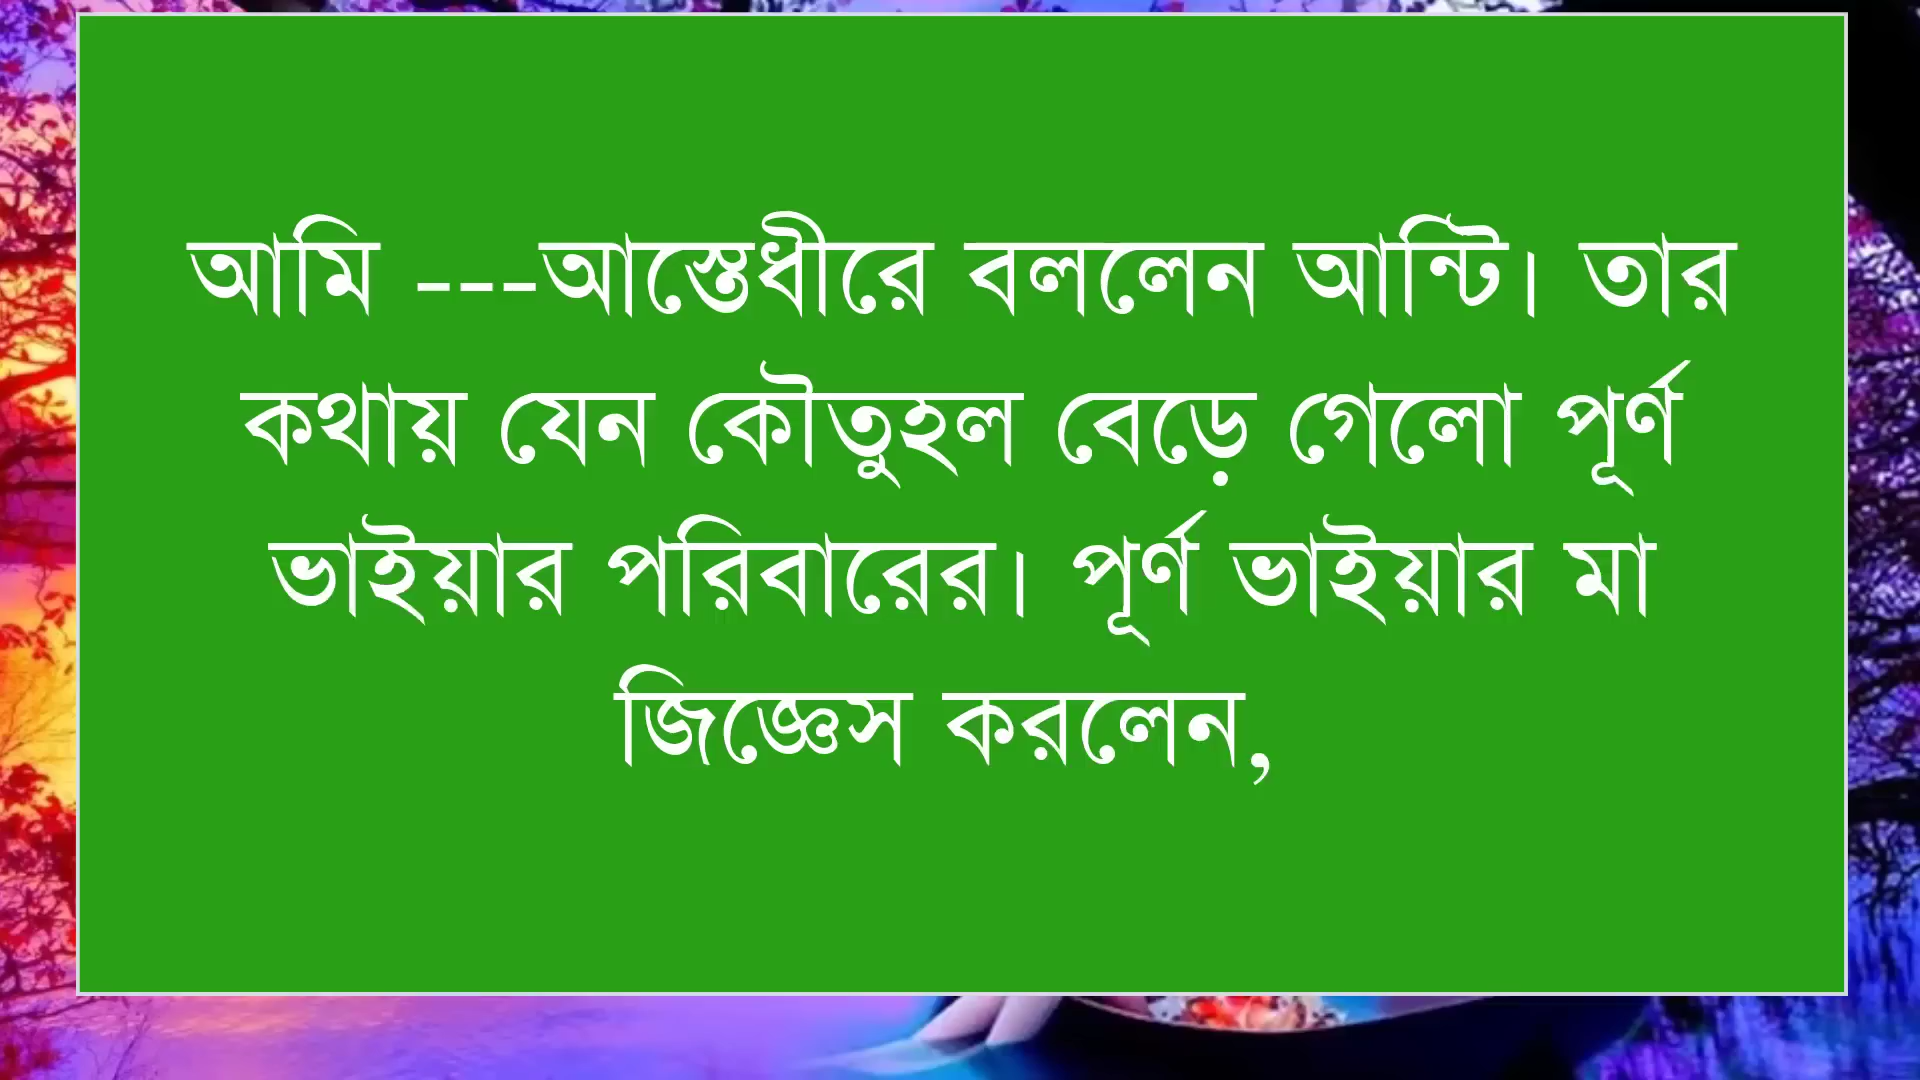 আমি ---আস্তেধীরে বললেন আন্টি। তার
কথায় যেন কৌতুহল বেড়ে গেলো পূর্ণ
ভাইয়ার পরিবারের। পূর্ণ ভাইয়ার মা
জিজ্ঞেস করলেন,